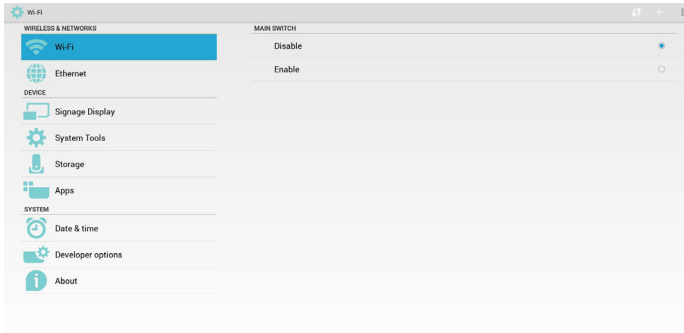 Wi-Fi
WIRELESS & NETWORKS
Wi-Fi
Ethernet
DEVICE
Signage Display
System Tools
Storage
Apps
SYSTEM
Date & time
Developer options
About
MAIN SWITCH
Disable
Enable